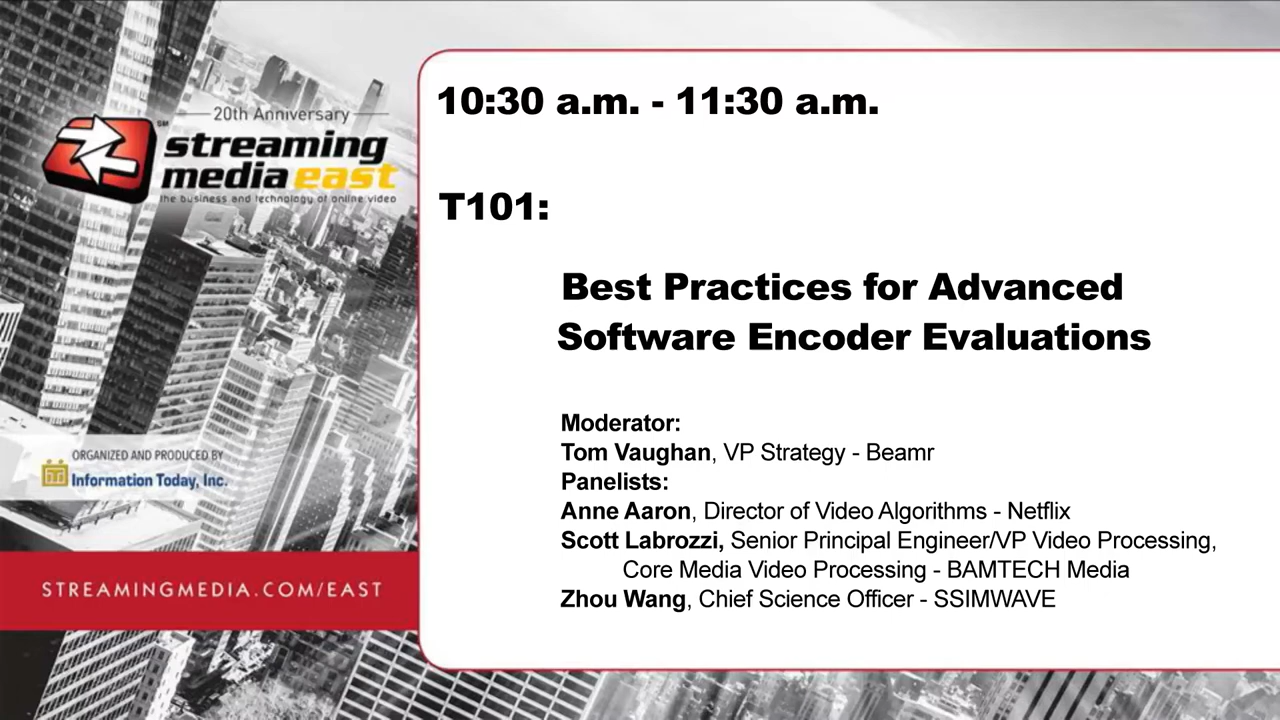 20th Anniversary
SM
streaming
media east
the business and technology of online video
ORGANIZED AND PRODUCED BY
Information Today, Inc.
STREAMINGMEDIA.COM/EAST
10:30 a.m. - 11:30 a.m.
T101:
Best Practices for Advanced
Software Encoder Evaluations
Moderator:
Tom Vaughan, VP Strategy - Beamr
Panelists:
Anne Aaron, Director of Video Algorithms - Netflix
Scott Labrozzi, Senior Principal Engineer/VP Video Processing,
Core Media Video Processing - BAMTECH Media
Zhou Wang, Chief Science Officer - SSIMWAVE